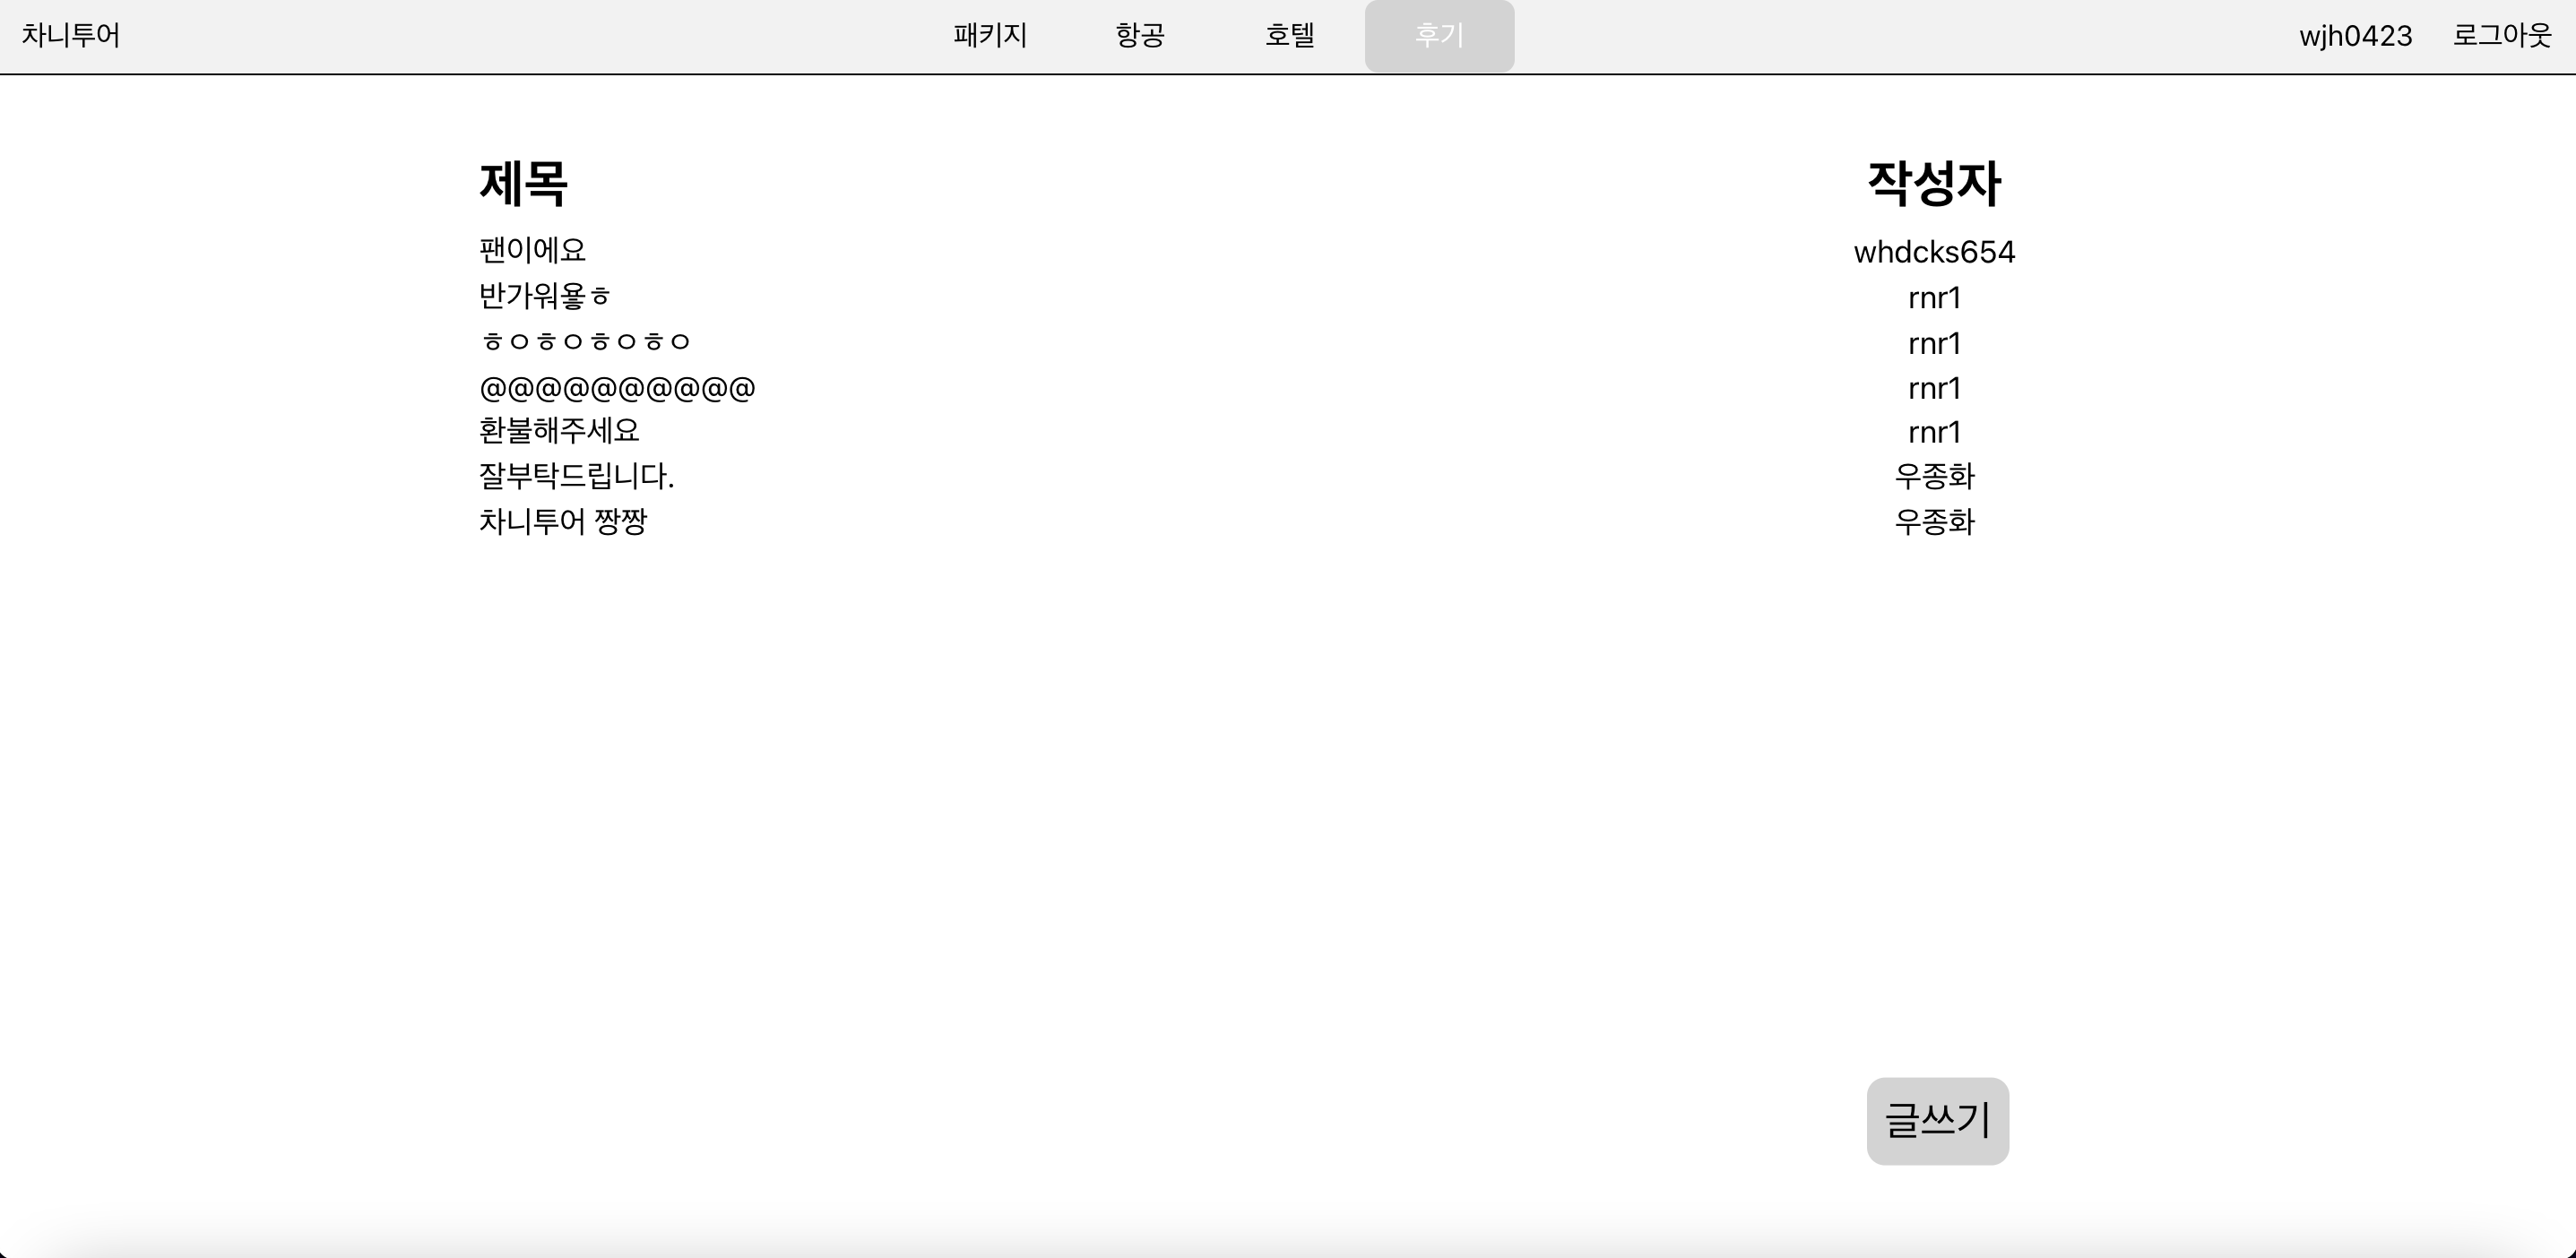 차니투어 패키지 항공 호텔 후기 wjh0423 로그아웃
제목 작성자
팬이에요 whdcks654
반가워욯ㅎ rnr1
ㅎㅇㅎㅇㅎㅇㅎㅇ rnr1
@@@@@@@@@@ rnr1
환불해주세요 rnr1
잘부탁드립니다. 우종화
차니투어 짱짱 우종화
글쓰기